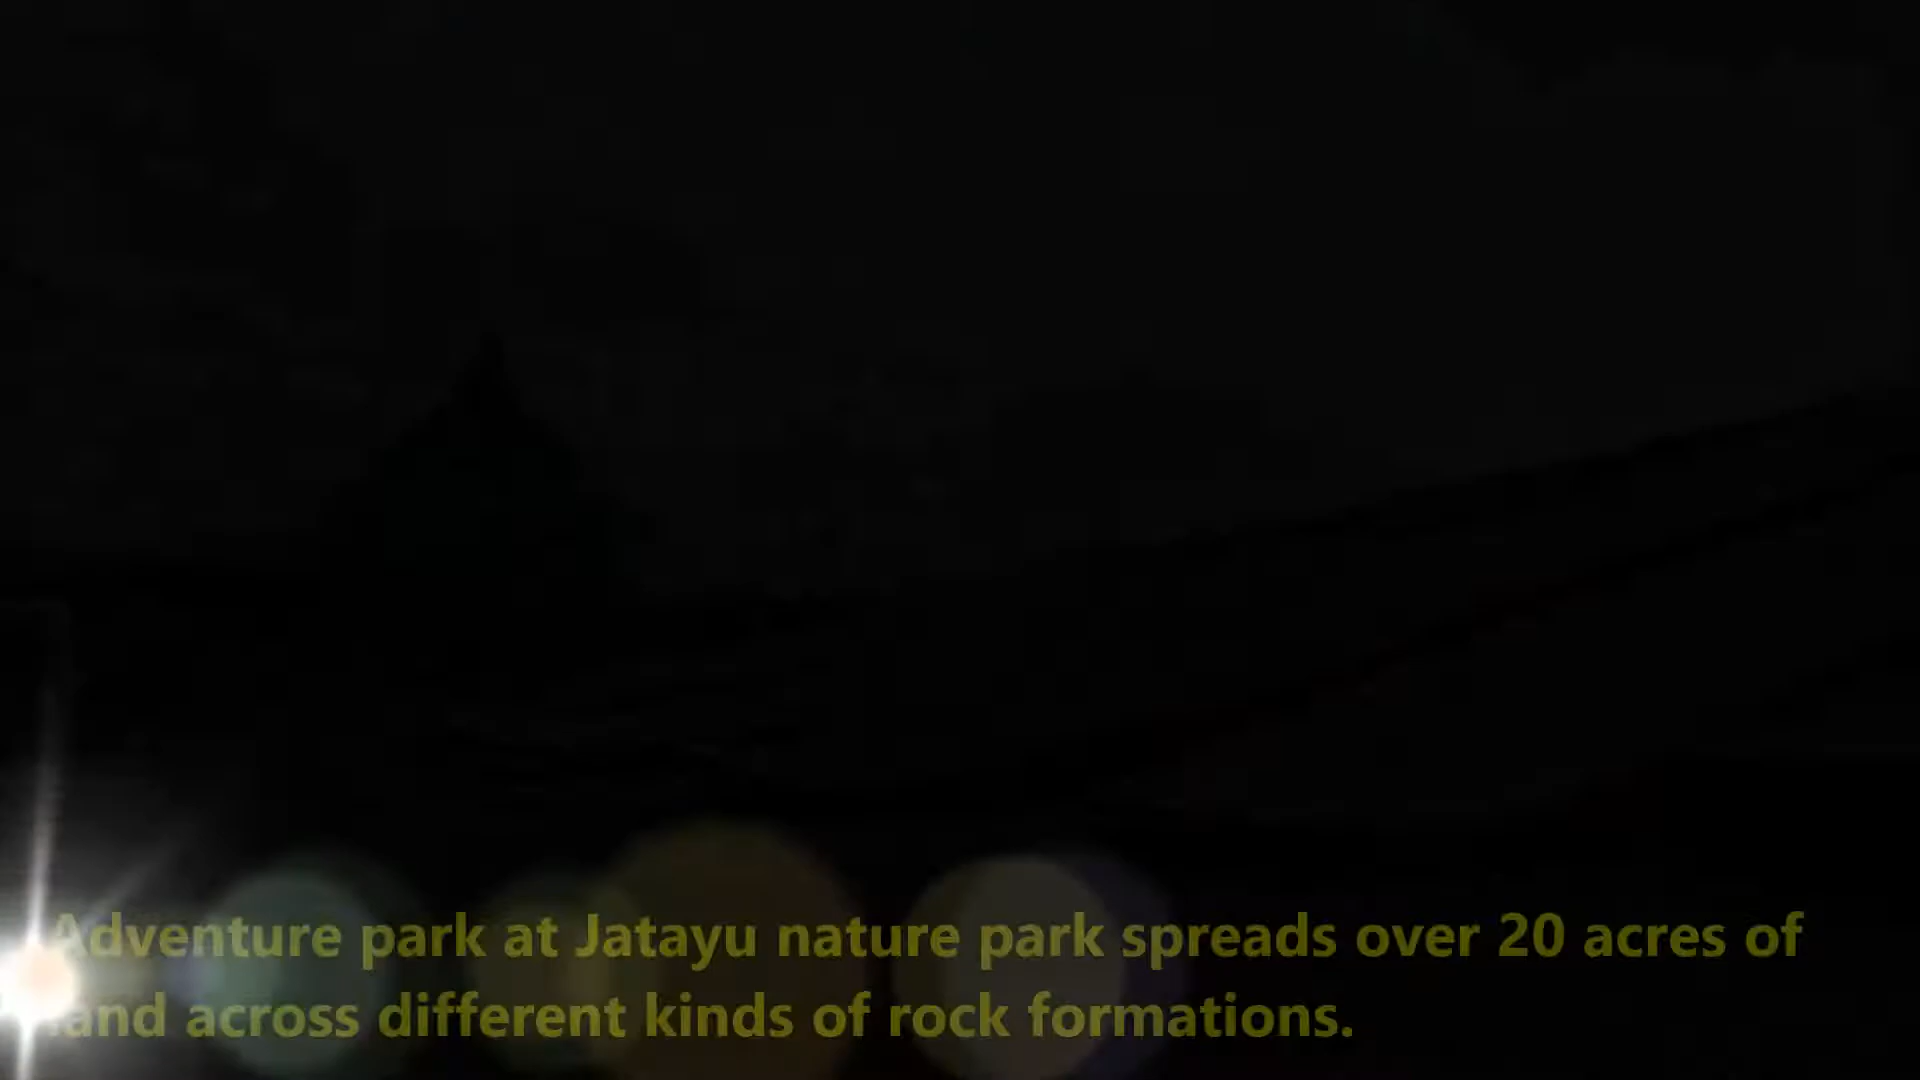 Adventure park at Jatayu nature park spreads over 20 acres of
land across different kinds of rock formations.